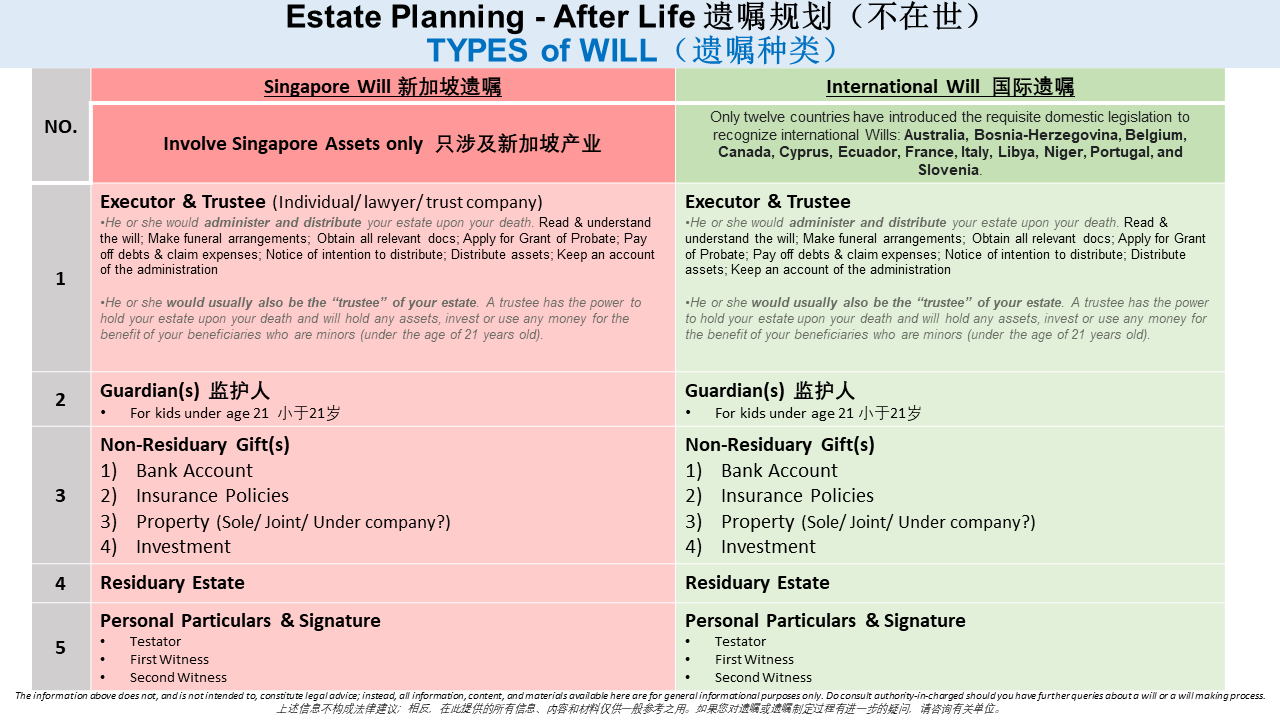 Estate Planning - After Life 遗嘱规划（不在世）
TYPES of WILL（遗嘱种类）
NO.
Singapore Will 新加坡遗嘱
International Will 国际遗嘱
Involve Singapore Assets only 只涉及新加坡产业
Only twelve countries have introduced the requisite domestic legislation to
recognize international Wills: Australia, Bosnia-Herzegovina, Belgium,
Canada, Cyprus, Ecuador, France, Italy, Libya, Niger, Portugal, and
Slovenia.
1
Executor & Trustee (Individual/ lawyer/ trust company)
•He or she would administer and distribute your estate upon your death. Read & understand
the will; Make funeral arrangements; Obtain all relevant docs; Apply for Grant of Probate; Pay
off debts & claim expenses; Notice of intention to distribute; Distribute assets; Keep an account
of the administration
•He or she would usually also be the “trustee” of your estate. A trustee has the power to
hold your estate upon your death and will hold any assets, invest or use any money for the
benefit of your beneficiaries who are minors (under the age of 21 years old).
Executor & Trustee
•He or she would administer and distribute your estate upon your death. Read &
understand the will; Make funeral arrangements; Obtain all relevant docs; Apply for Grant
of Probate; Pay off debts & claim expenses; Notice of intention to distribute; Distribute
assets; Keep an account of the administration
•He or she would usually also be the “trustee” of your estate. A trustee has the power
to hold your estate upon your death and will hold any assets, invest or use any money for
the benefit of your beneficiaries who are minors (under the age of 21 years old).
2
Guardian(s) 监护人
• For kids under age 21 小于21岁
Guardian(s) 监护人
• For kids under age 21 小于21岁
3
Non-Residuary Gift(s)
1) Bank Account
2) Insurance Policies
3) Property (Sole/ Joint/ Under company?)
4) Investment
Non-Residuary Gift(s)
1) Bank Account
2) Insurance Policies
3) Property (Sole/ Joint/ Under company?)
4) Investment
4
Residuary Estate
Residuary Estate
5
Personal Particulars & Signature
• Testator
• First Witness
• Second Witness
Personal Particulars & Signature
• Testator
• First Witness
• Second Witness
The information above does not, and is not intended to, constitute legal advice; instead, all information, content, and materials available here are for general informational purposes only. Do consult authority-in-charged should you have further queries about a will or a will making process.
上述信息不构成法律建议；相反，在此提供的所有信息、内容和材料仅供一般参考之用。如果您对遗嘱或遗嘱制定过程有进一步的疑问，请咨询有关单位。